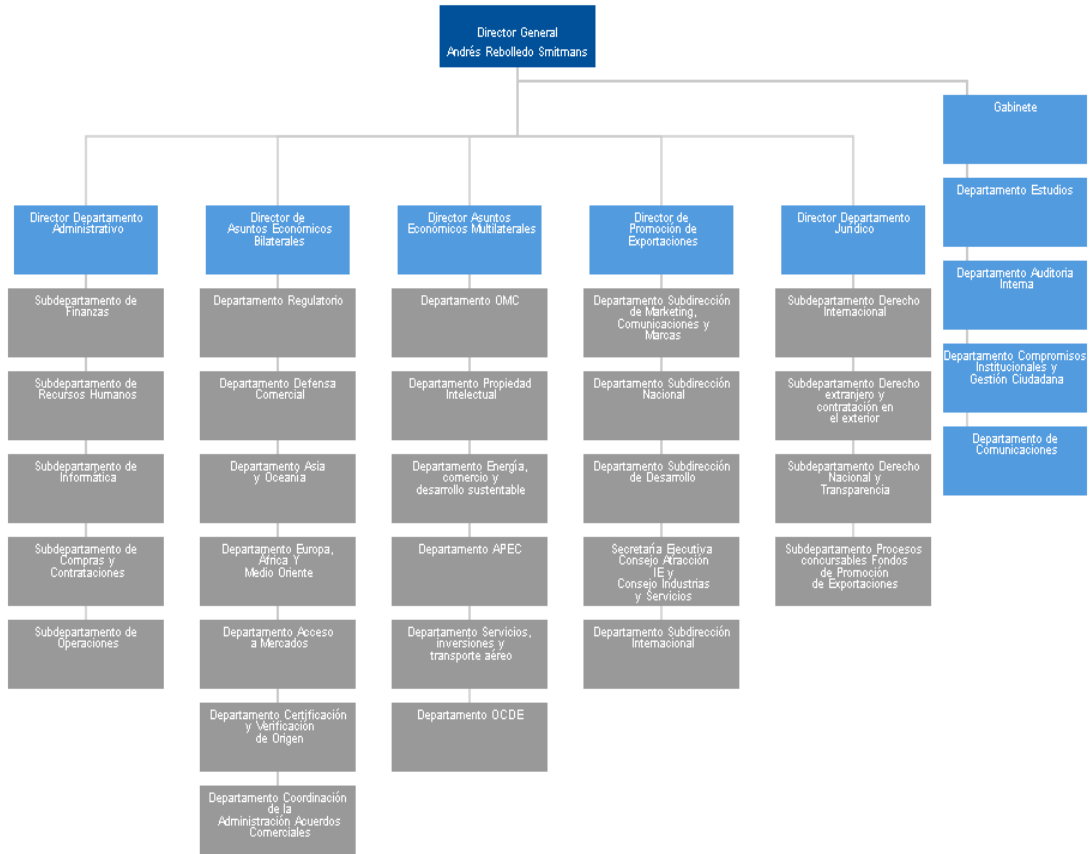 Director General
Andrés Rebolledo Smitmans
Gabinete
Departamento Estudios
Departamento Auditoria
Interna
Departamento Compromisos
Institucionales y
Gestión Ciudadana
Departamento de
Comunicaciones
Director Departamento
Administrativo
Subdepartamento de
Finanzas
Subdepartamento de
Recursos Humanos
Subdepartamento de
Informática
Subdepartamento de
Compras y
Contrataciones
Subdepartamento de
Operaciones
Director de
Asuntos Económicos
Bilaterales
Departamento Regulatorio
Departamento Defensa
Comercial
Departamento Asia
y Oceanía
Departamento Europa,
África Y
Medio Oriente
Departamento Acceso
a Mercados
Departamento Certificación
y Verificación
de Origen
Departamento Coordinación
de la
Administración Acuerdos
Comerciales
Director Asuntos
Económicos Multilaterales
Departamento OMC
Departamento Propiedad
Intelectual
Departamento Energía,
comercio y
desarrollo sustentable
Departamento APEC
Departamento Servicios,
inversiones y
transporte aéreo
Departamento OCDE
Director de
Promoción de
Exportaciones
Departamento Subdirección
de Marketing,
Comunicaciones y
Marcas
Departamento Subdirección
Nacional
Departamento Subdirección
de Desarrollo
Secretaría Ejecutiva
Consejo Atracción
IE y
Consejo Industrias
y Servicios
Departamento Subdirección
Internacional
Director Departamento
Jurídico
Subdepartamento Derecho
Internacional
Subdepartamento Derecho
extranjero y
contratación en
el exterior
Subdepartamento Derecho
Nacional y
Transparencia
Subdepartamento Procesos
concursables Fondos
de Promoción
de Exportaciones